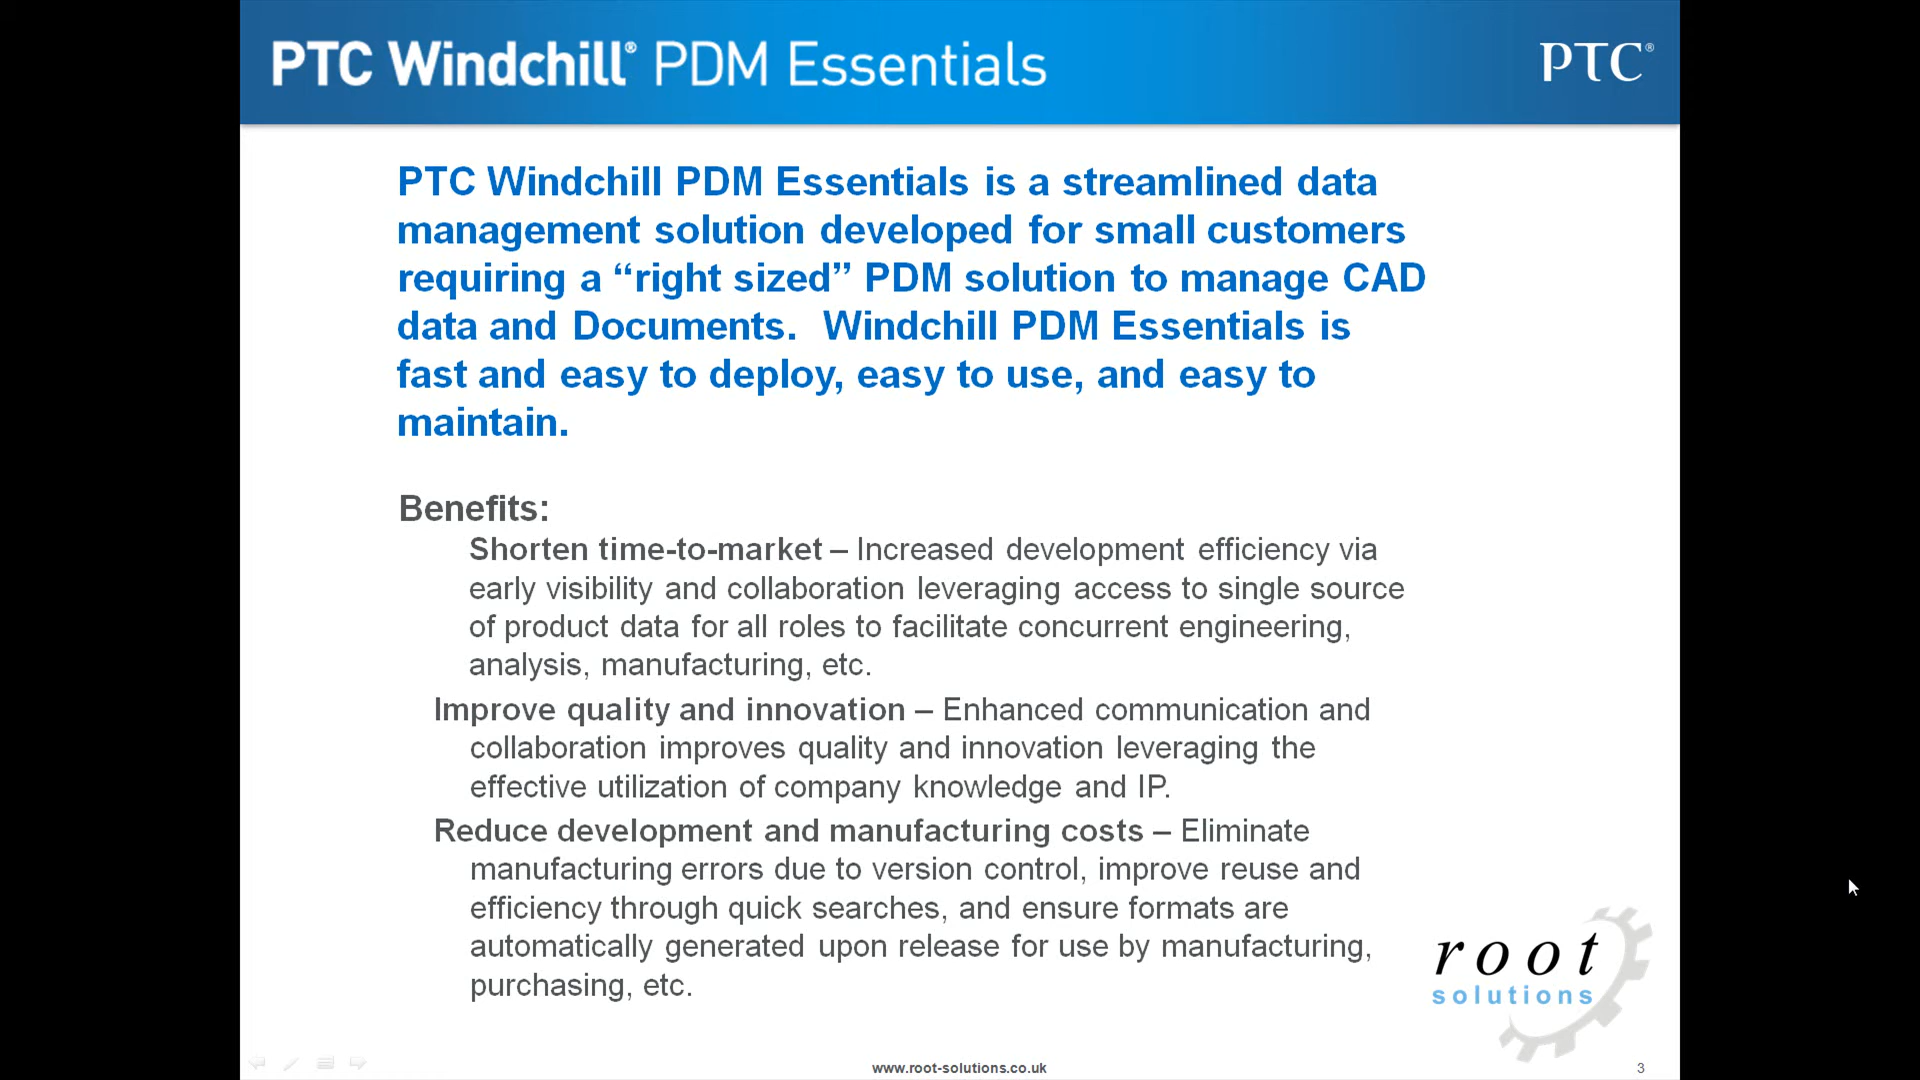 PTC Windchill® PDM Essentials
PTC®
PTC Windchill PDM Essentials is a streamlined data
management solution developed for small customers
requiring a “right sized” PDM solution to manage CAD
data and Documents.  Windchill PDM Essentials is
fast and easy to deploy, easy to use, and easy to
maintain.
Benefits:
Shorten time-to-market – Increased development efficiency via
early visibility and collaboration leveraging access to single source
of product data for all roles to facilitate concurrent engineering,
analysis, manufacturing, etc.
Improve quality and innovation – Enhanced communication and
collaboration improves quality and innovation leveraging the
effective utilization of company knowledge and IP.
Reduce development and manufacturing costs – Eliminate
manufacturing errors due to version control, improve reuse and
efficiency through quick searches, and ensure formats are
automatically generated upon release for use by manufacturing,
purchasing, etc.
root
solutions
www.root-solutions.co.uk
3